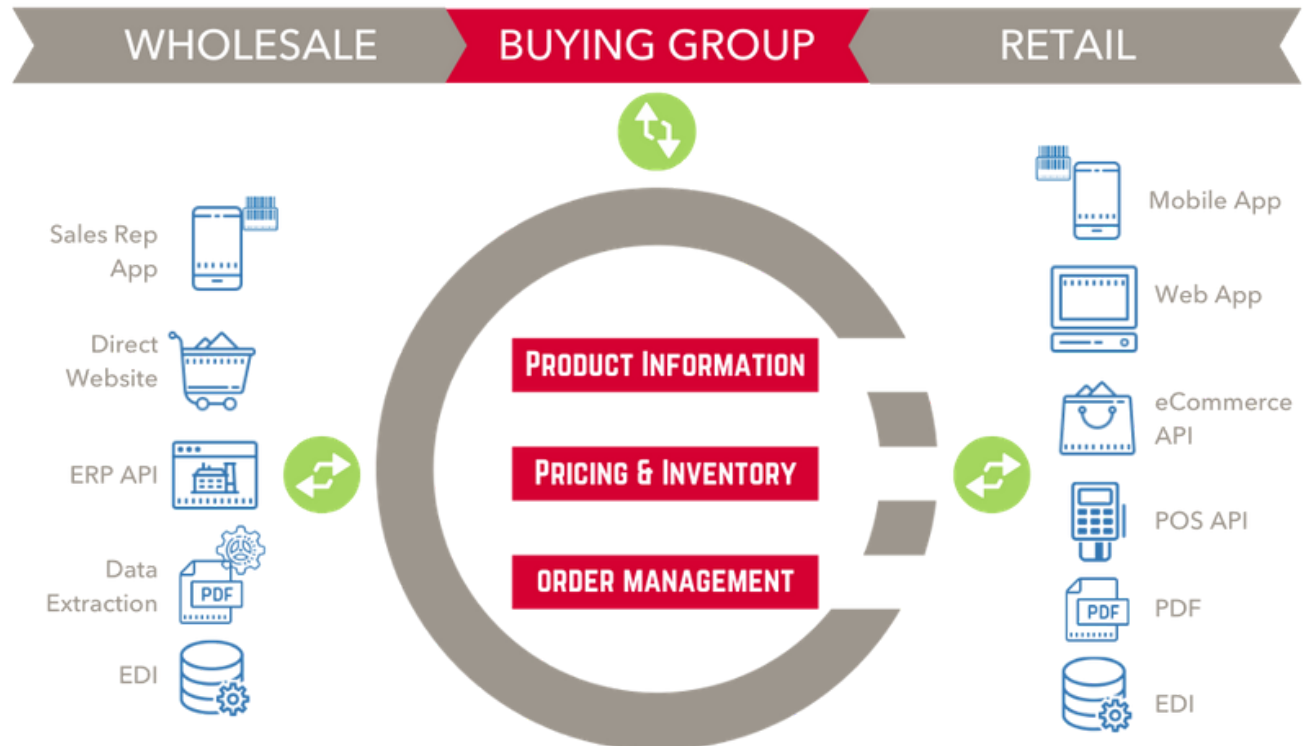 WHOLESALE
BUYING GROUP
RETAIL
Sales Rep
App
Direct
Website
ERP API
Data
Extraction
PDF
EDI
PRODUCT INFORMATION
PRICING & INVENTORY
ORDER MANAGEMENT
Mobile App
Web App
eCommerce
API
POS API
PDF
PDF
EDI